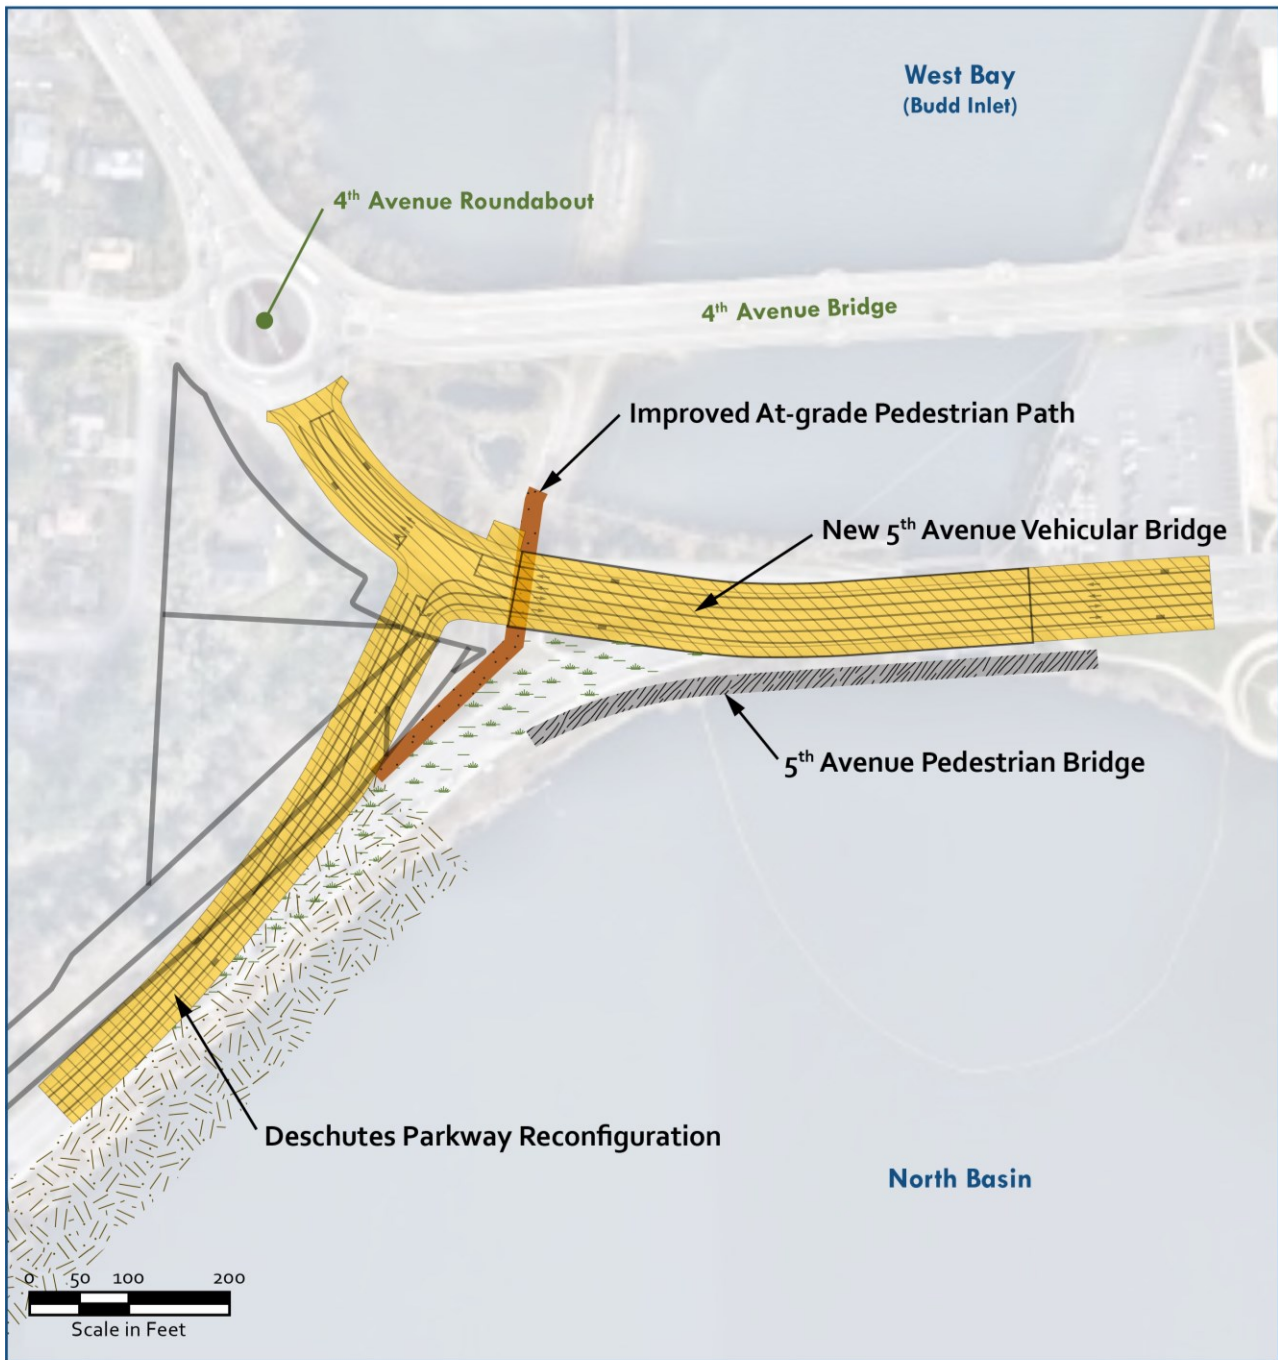 West Bay
(Budd Inlet)
4th Avenue Roundabout
4th Avenue Bridge
Improved At-grade Pedestrian Path
New 5th Avenue Vehicular Bridge
5th Avenue Pedestrian Bridge
Deschutes Parkway Reconfiguration
North Basin
0 50 100 200
Scale in Feet